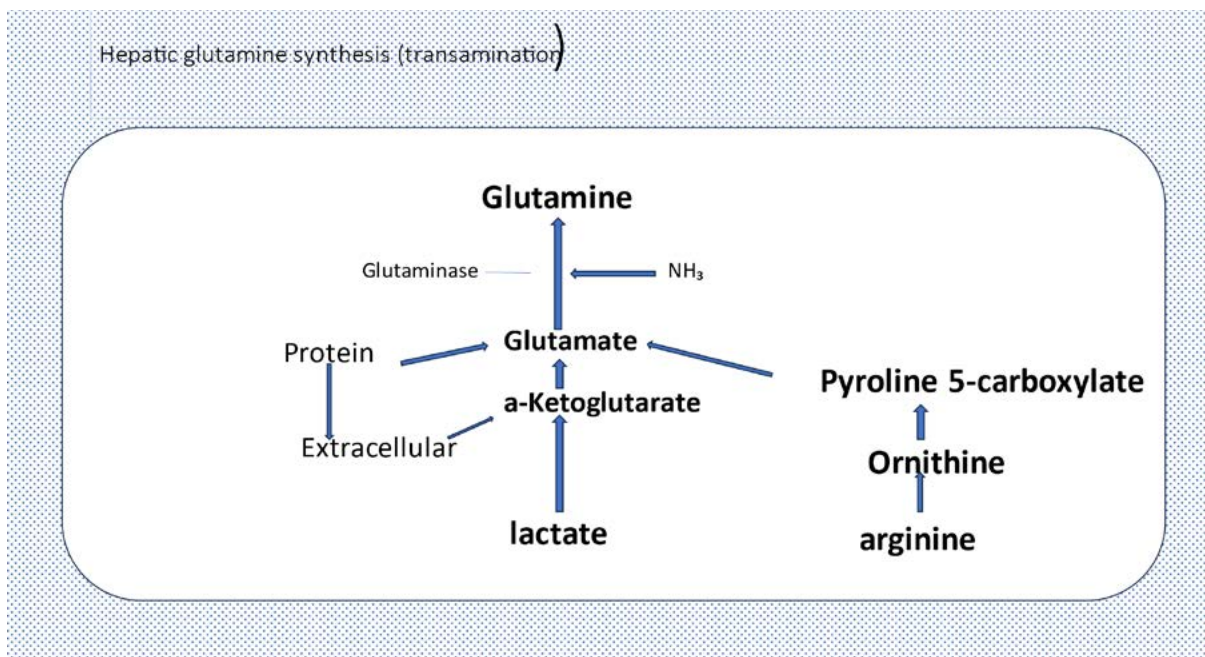 Hepatic glutamine synthesis (transamination)
Glutamine
Glutaminase
NH₃
Glutamate
Protein
Pyroline 5-carboxylate
a-Ketoglutarate
Extracellular
Ornithine
lactate
arginine